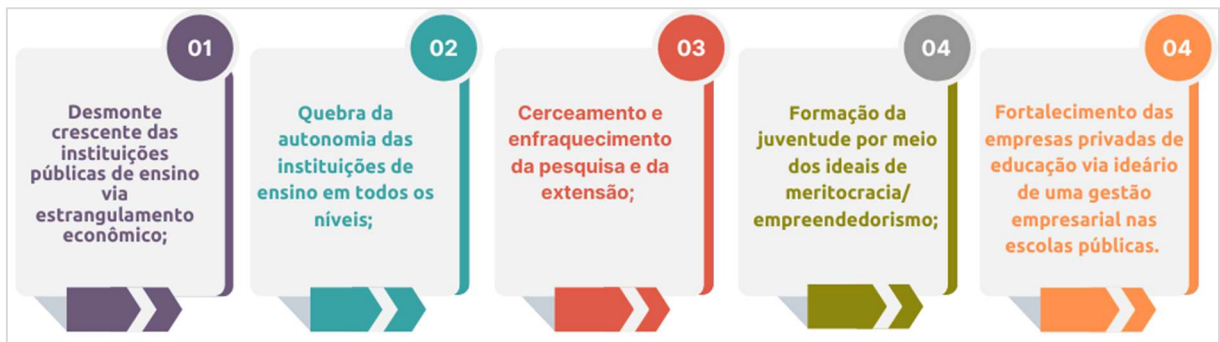 01
Desmonte
crescente das
instituições
públicas de ensino
via
estrangulamento
econômico;
02
Quebra da
autonomia das
instituições de
ensino em todos os
níveis;
03
Cerceamento e
enfraquecimento
da pesquisa e da
extensão;
04
Formação da
juventude por meio
dos ideais de
meritocracia/
empreendedorismo;
04
Fortalecimento das
empresas privadas de
educação via ideário
de uma gestão
empresarial nas
escolas públicas.